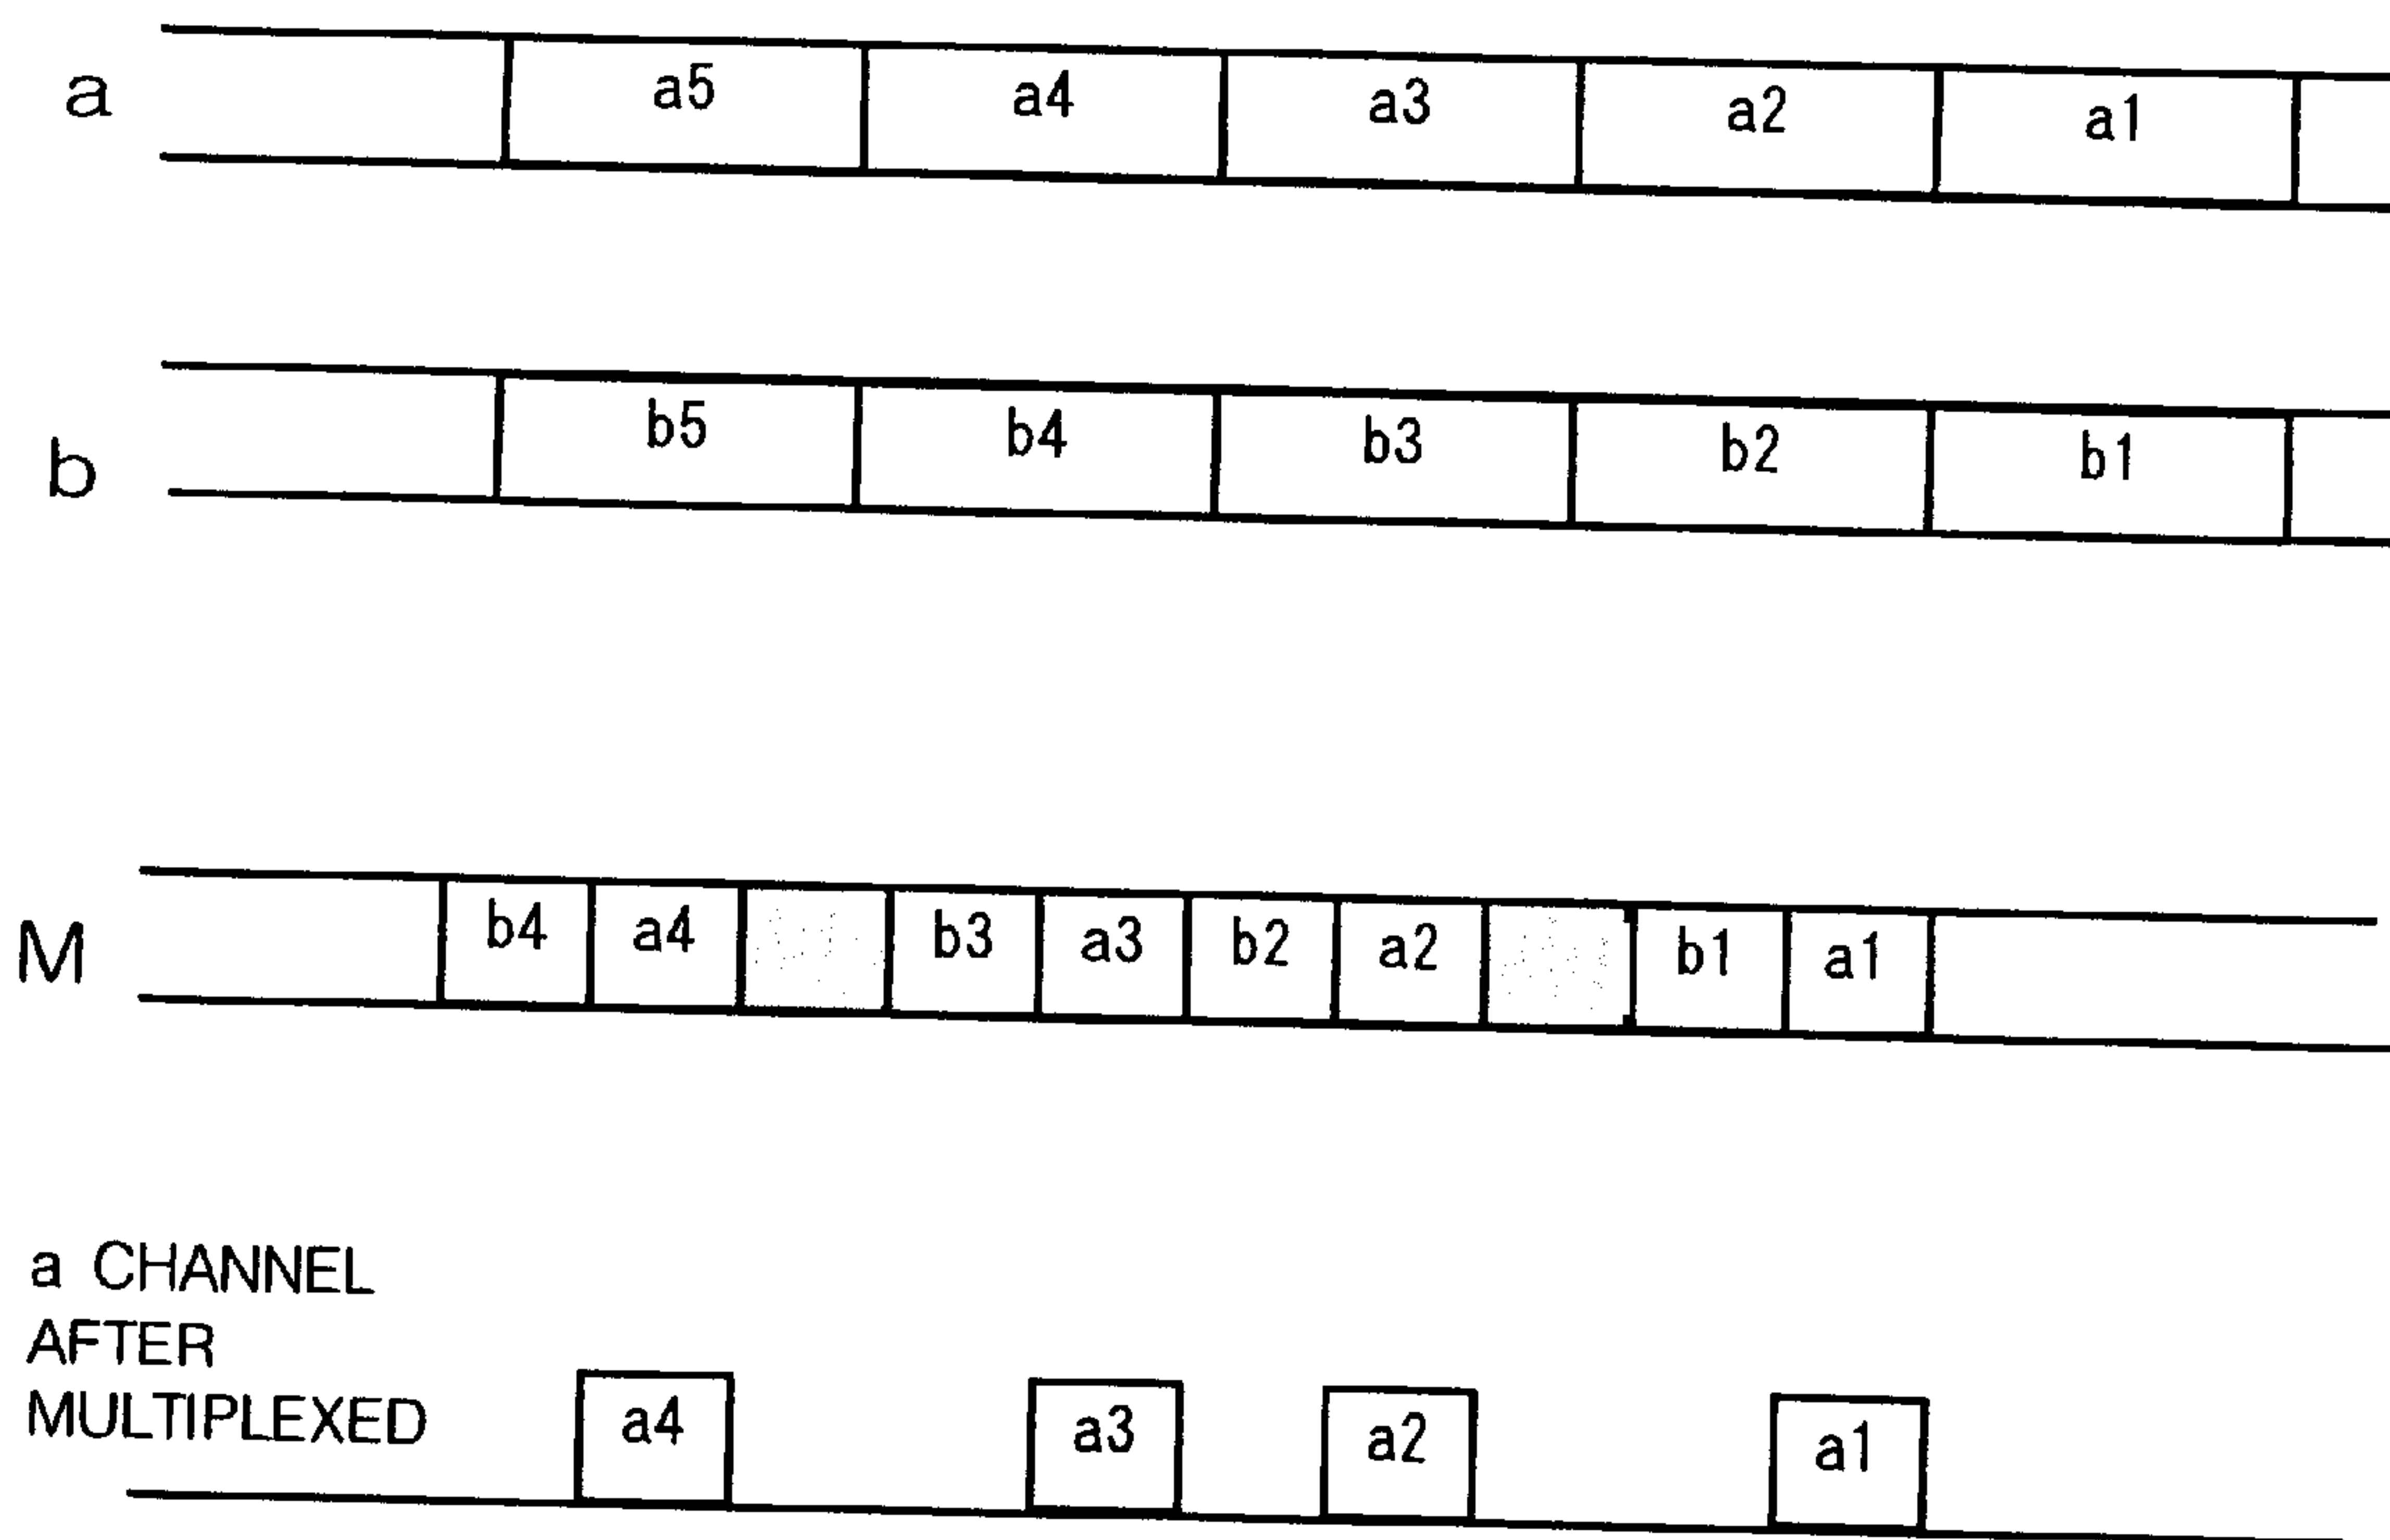 a a5 a4 a3 a2 a1
b b5 b4 b3 b2 b1
M b4 a4 b3 a3 b2 a2 b1 a1
a CHANNEL
AFTER
MULTIPLEXED
a4 a3 a2 a1